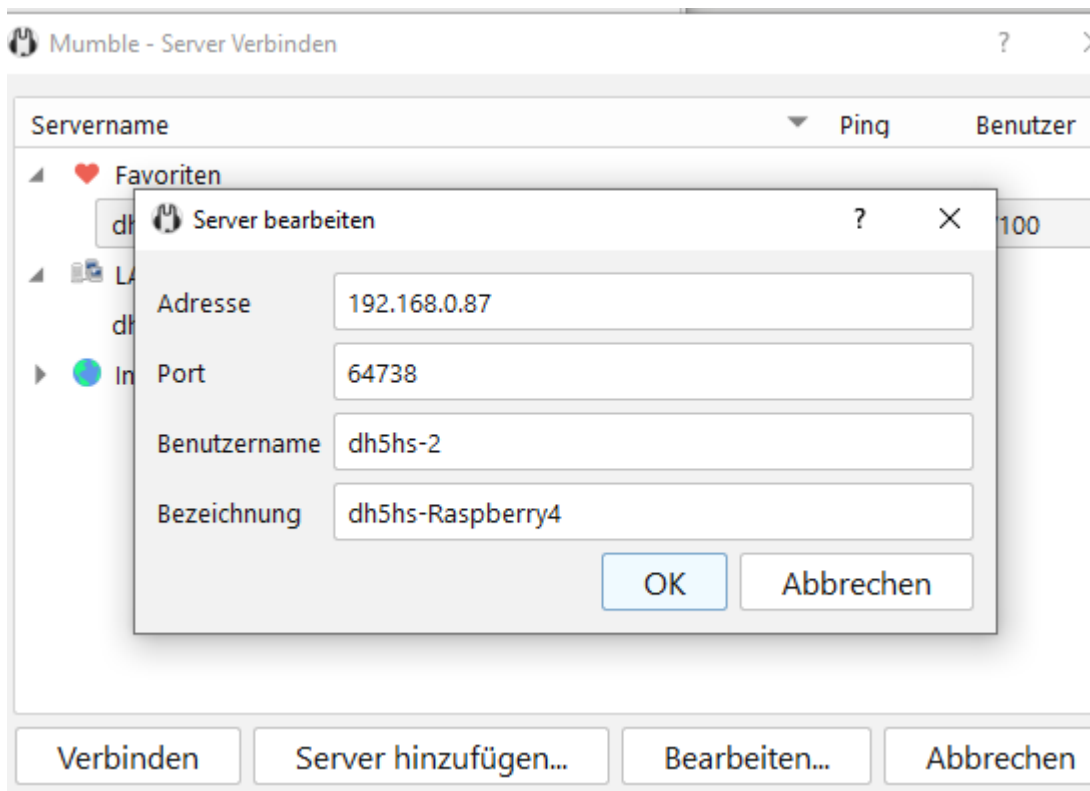 Mumble - Server Verbinden
Servername Ping Benutzer
Favoriten
Server bearbeiten
100
Adresse 192.168.0.87
Port 64738
Benutzername dh5hs-2
Bezeichnung dh5hs-Raspberry4
OK Abbrechen
Verbinden Server hinzufügen... Bearbeiten... Abbrechen